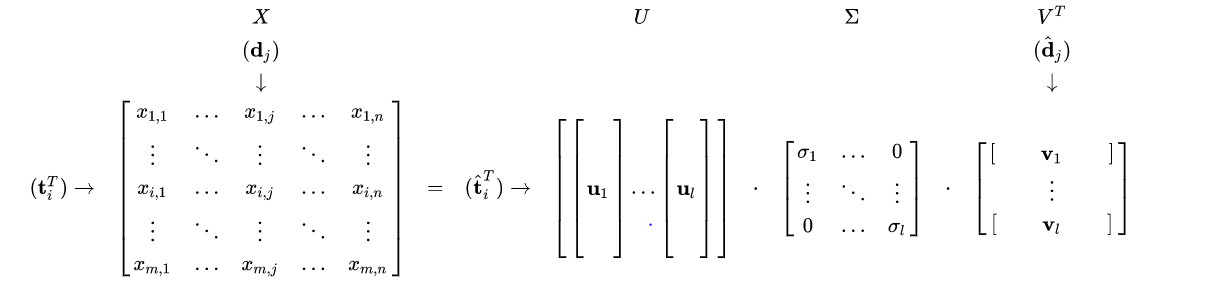 X U Σ V^T
(d_j) (d̂_j)
↓ ↓
(t_i^T) → [ x_{1,1} … x_{1,j} … x_{1,n} ; ⋮ ⋱ ⋮ ⋱ ⋮ ; x_{i,1} … x_{i,j} … x_{i,n} ; ⋮ ⋱ ⋮ ⋱ ⋮ ; x_{m,1} … x_{m,j} … x_{m,n} ] = (t̂_i^T) → [ [ u_1 ] … [ u_l ] ] · [ σ_1 … 0 ; ⋮ ⋱ ⋮ ; 0 … σ_l ] · [ [ v_1 ] ; ⋮ ; [ v_l ] ]